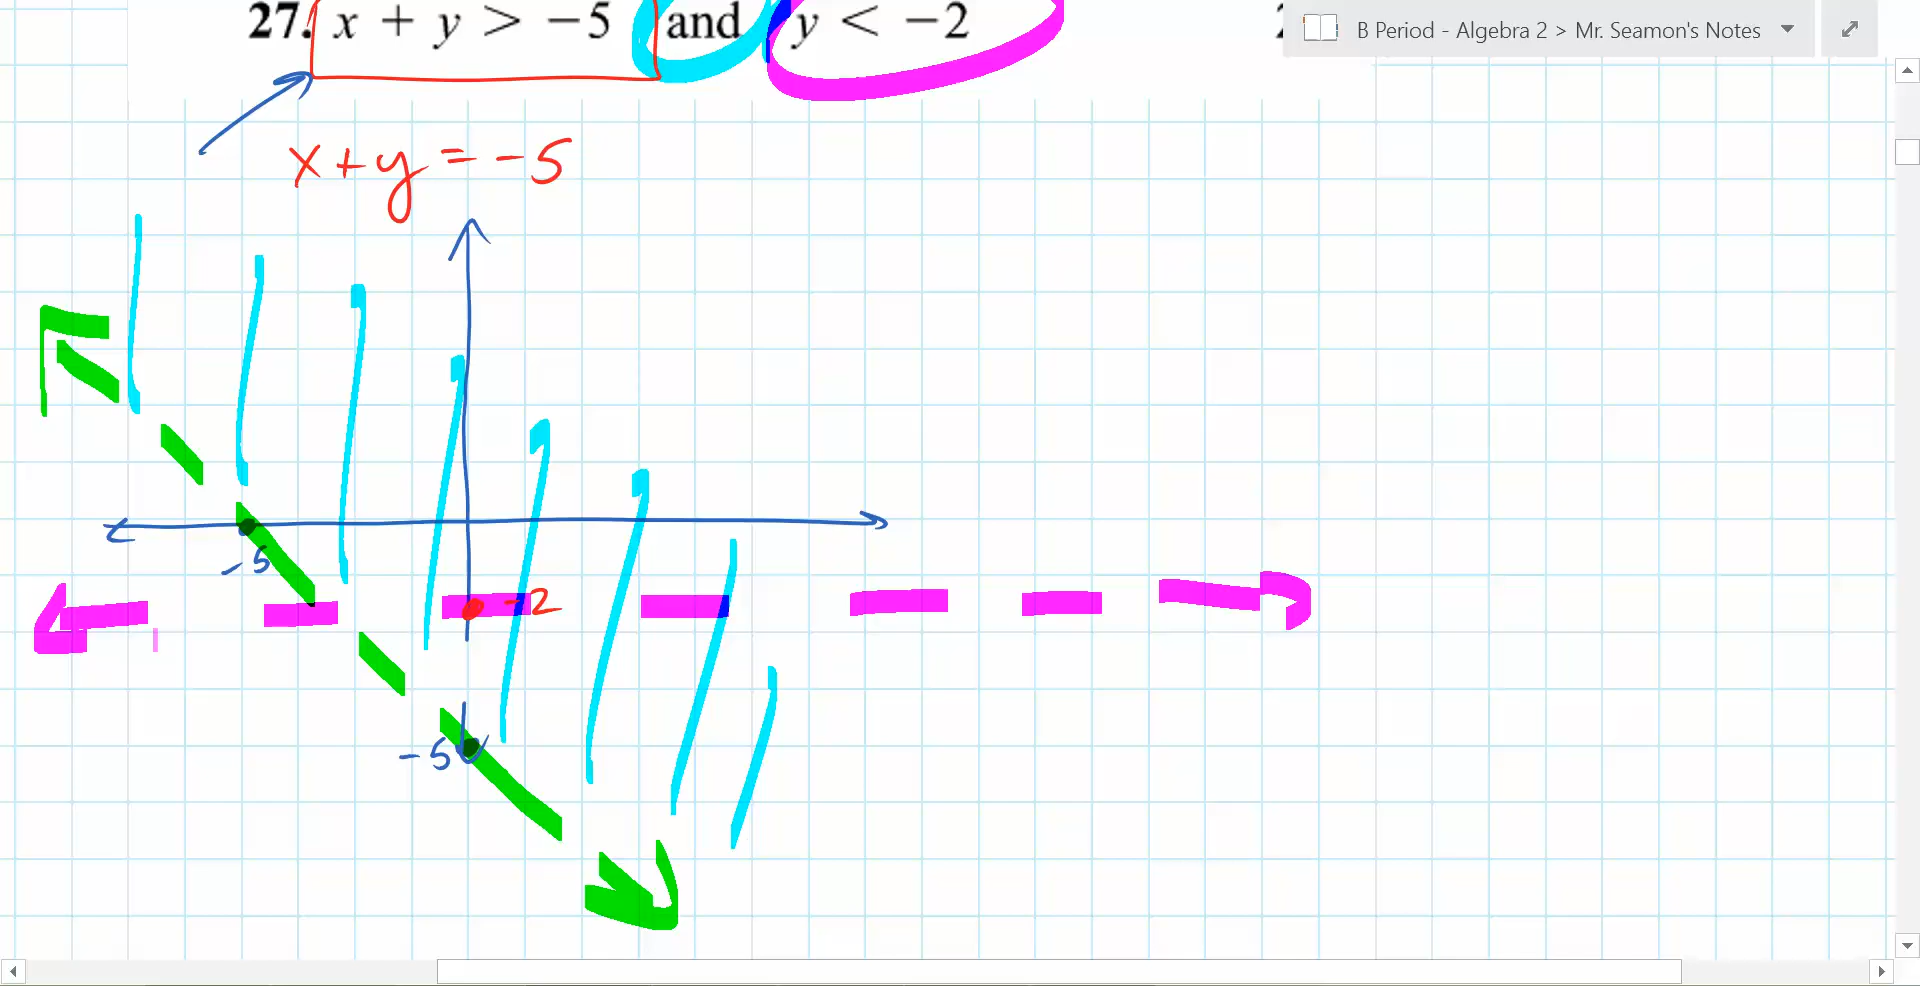 27. x + y > −5 and y < −2
B Period - Algebra 2 > Mr. Seamon's Notes
x + y = -5
-5
-2
-5